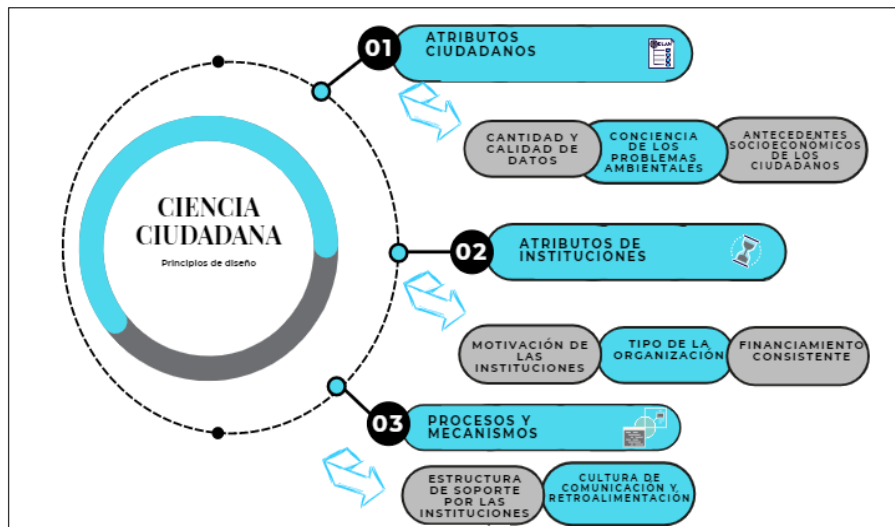 CIENCIA
CIUDADANA
Principios de diseño
01
ATRIBUTOS
CIUDADANOS
CANTIDAD Y
CALIDAD DE
DATOS
CONCIENCIA
DE LOS
PROBLEMAS
AMBIENTALES
ANTECEDENTES
SOCIOECONOMICOS
DE LOS
CIUDADANOS
02
ATRIBUTOS DE
INSTITUCIONES
MOTIVACIÓN DE
LAS
INSTITUCIONES
TIPO DE LA
ORGANIZACIÓN
FINANCIAMIENTO
CONSISTENTE
03
PROCESOS Y
MECANISMOS
ESTRUCTURA
DE SOPORTE
POR LAS
INSTITUCIONES
CULTURA DE
COMUNICACIÓN Y
RETROALIMENTACIÓN